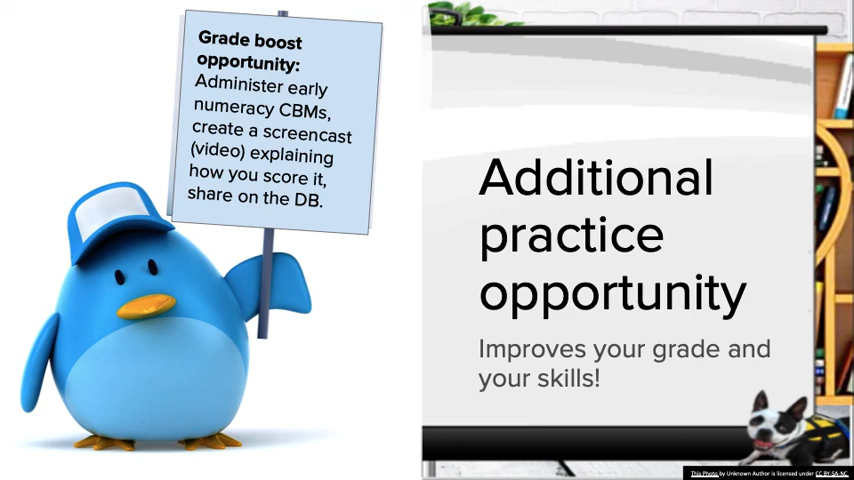 Grade boost
opportunity:
Administer early
numeracy CBMs,
create a screencast
(video) explaining
how you score it,
share on the DB.
Additional
practice
opportunity
Improves your grade and
your skills!
This Photo by Unknown Author is licensed under CC BY-SA-NC